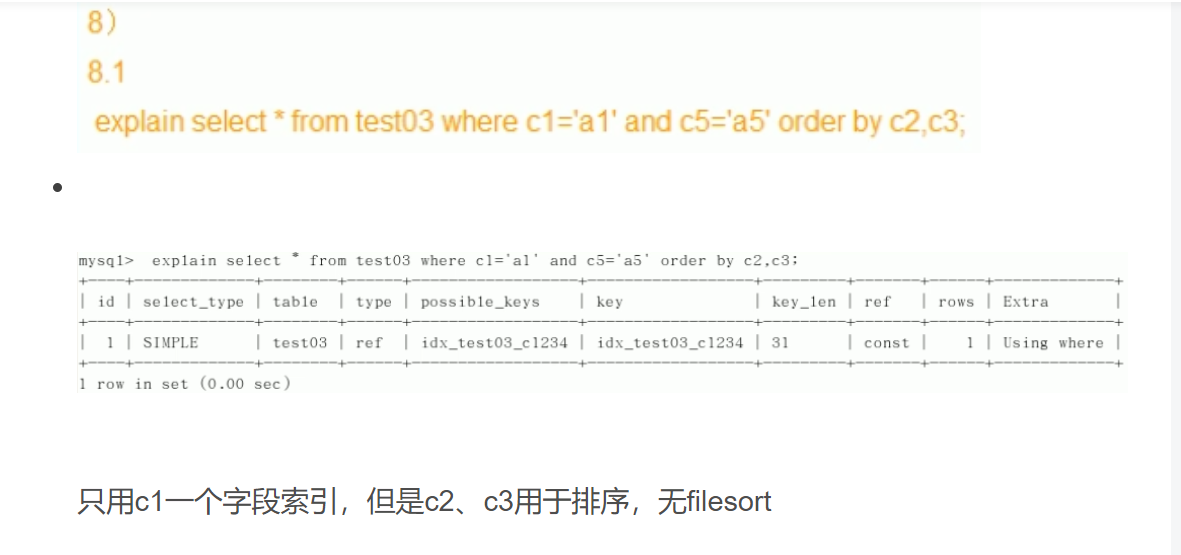 8）
8.1
explain select * from test03 where c1='a1' and c5='a5' order by c2,c3;
mysql> explain select * from test03 where c1='a1' and c5='a5' order by c2,c3;
+----+-------------+--------+------+------------------+------------------+---------+-------+------+-------------+
| id | select_type | table | type | possible_keys | key | key_len | ref | rows | Extra |
+----+-------------+--------+------+------------------+------------------+---------+-------+------+-------------+
| 1 | SIMPLE | test03 | ref | idx_test03_c1234 | idx_test03_c1234 | 31 | const | 1 | Using where |
+----+-------------+--------+------+------------------+------------------+---------+-------+------+-------------+
1 row in set (0.00 sec)
只用c1一个字段索引，但是c2、c3用于排序，无filesort